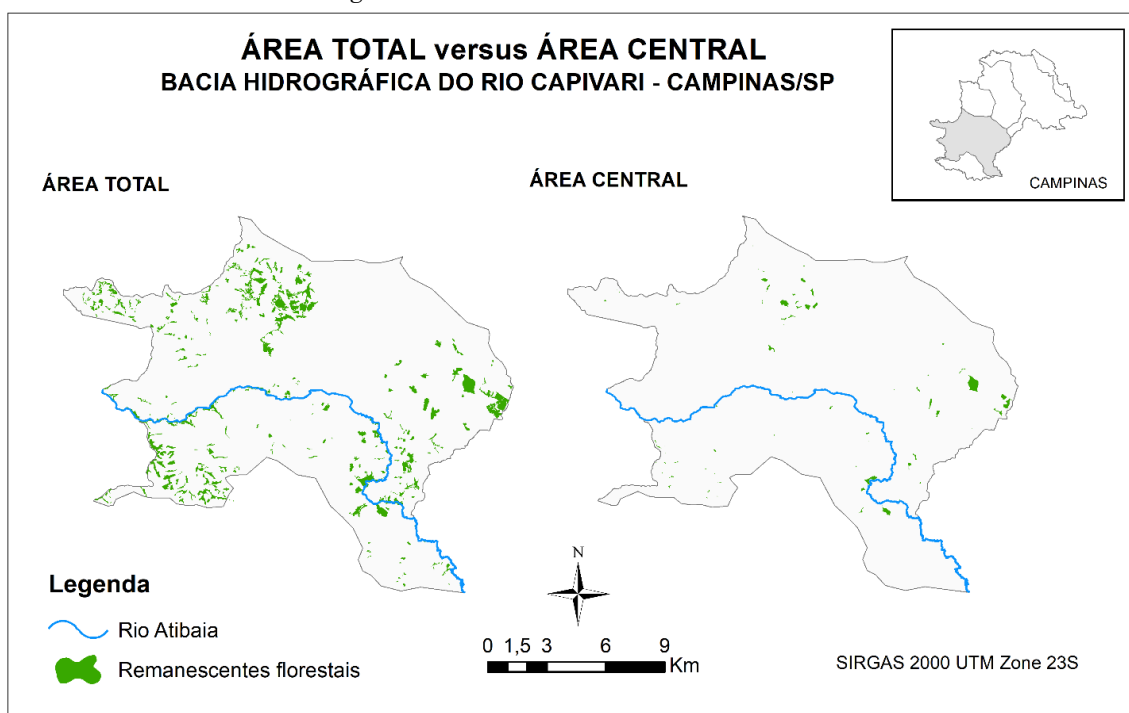 ÁREA TOTAL versus ÁREA CENTRAL
BACIA HIDROGRÁFICA DO RIO CAPIVARI - CAMPINAS/SP
CAMPINAS
ÁREA TOTAL
ÁREA CENTRAL
Legenda
Rio Atibaia
Remanescentes florestais
N
0 1,5 3 6 9
Km
SIRGAS 2000 UTM Zone 23S